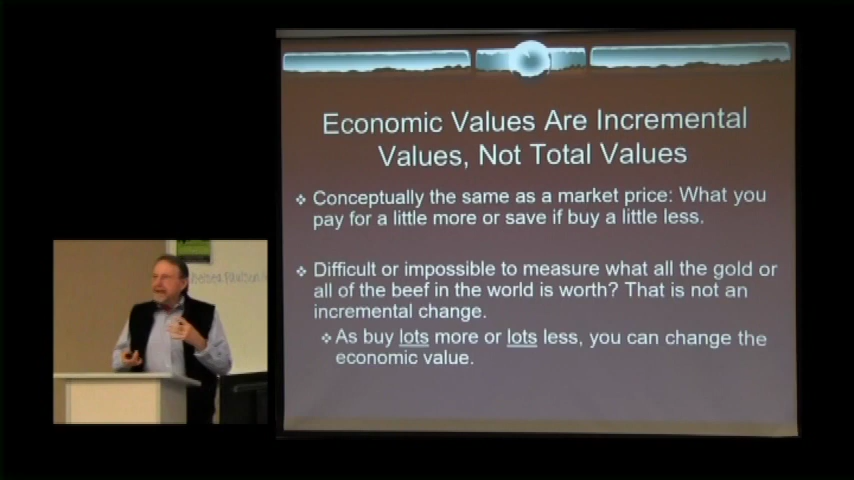 Economic Values Are Incremental
Values, Not Total Values
Conceptually the same as a market price: What you
pay for a little more or save if buy a little less.
Difficult or impossible to measure what all the gold or
all of the beef in the world is worth? That is not an
incremental change.
As buy lots more or lots less, you can change the
economic value.